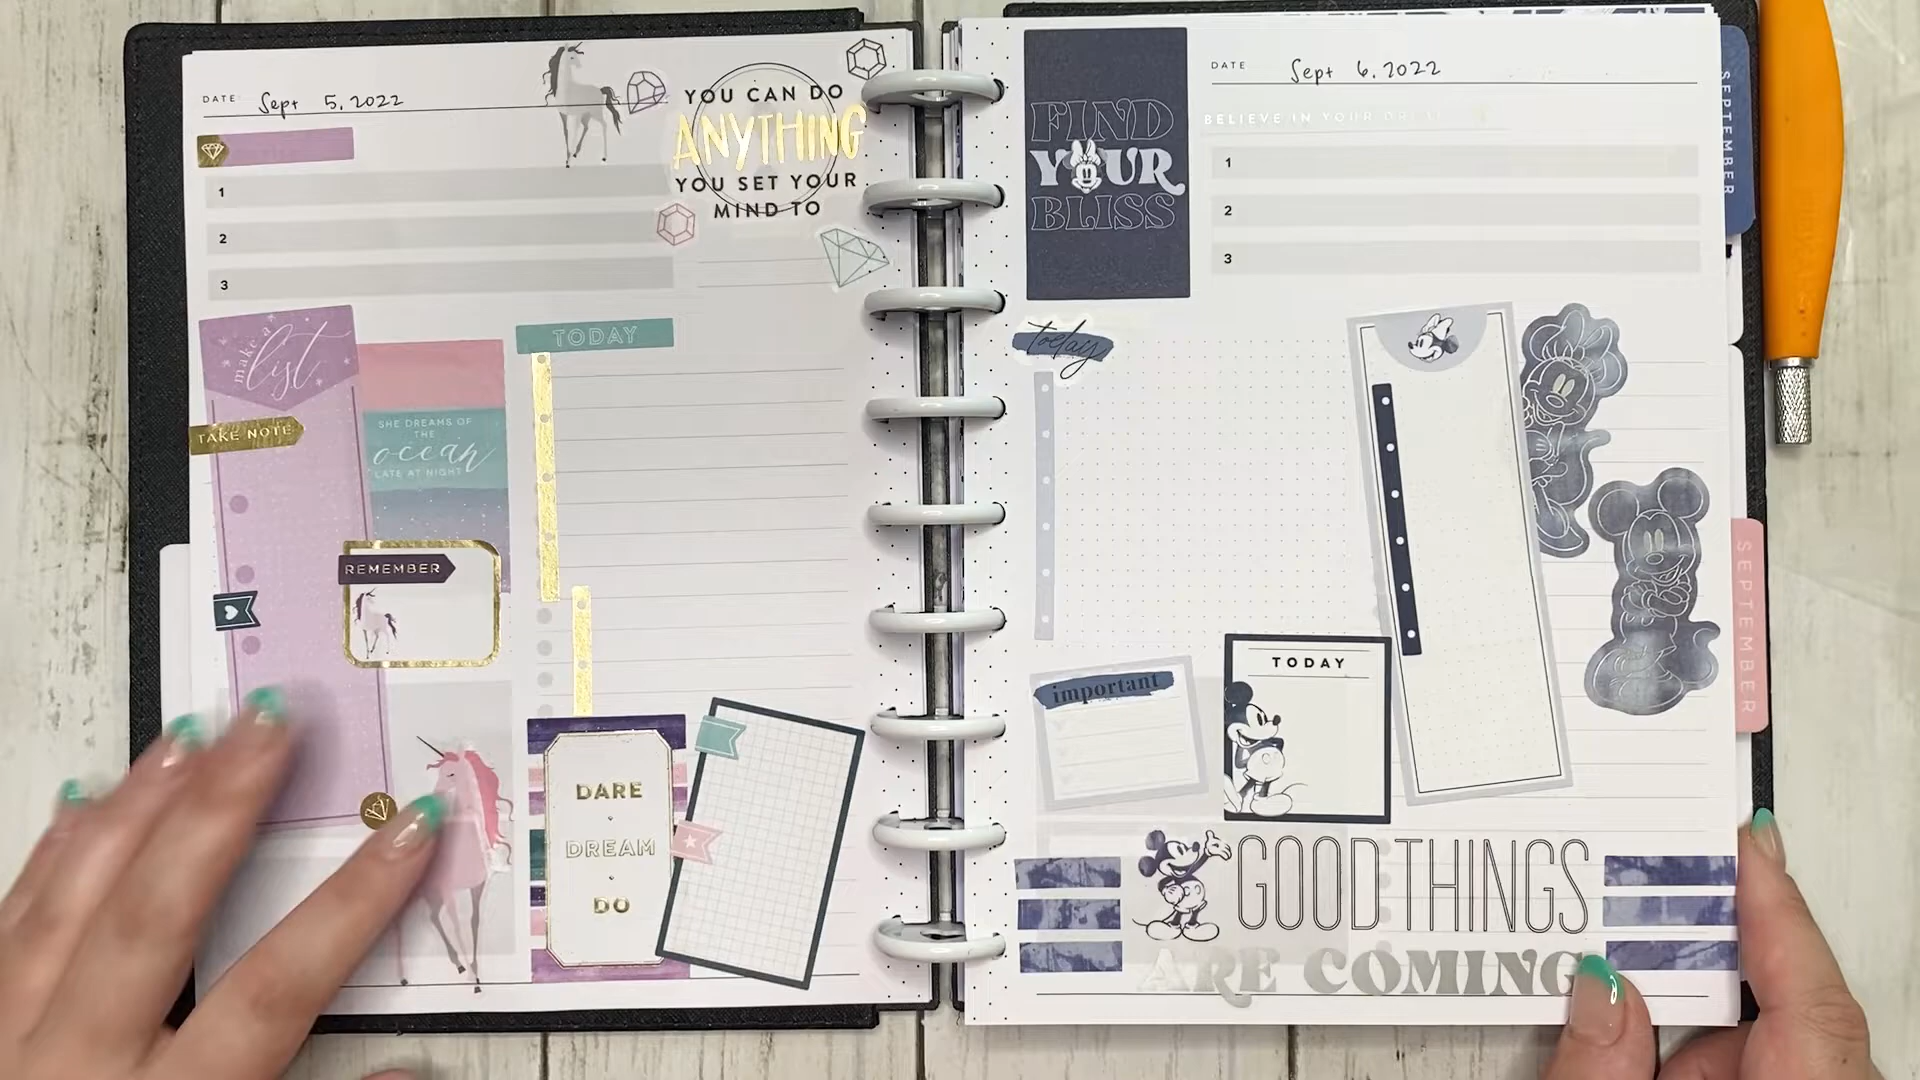 DATE: Sept 5, 2022
YOU CAN DO
ANYTHING
YOU SET YOUR
MIND TO
1
2
3
make a
list
TAKE NOTE
SHE DREAMS OF
THE
ocean
LATE AT NIGHT
REMEMBER
TODAY
DARE
DREAM
DO
FIND
YOUR
BLISS
DATE Sept 6, 2022
BELIEVE IN YOUR
1
2
3
today
important
TODAY
GOOD THINGS
ARE COMING
SEPTEMBER
SEPTEMBER